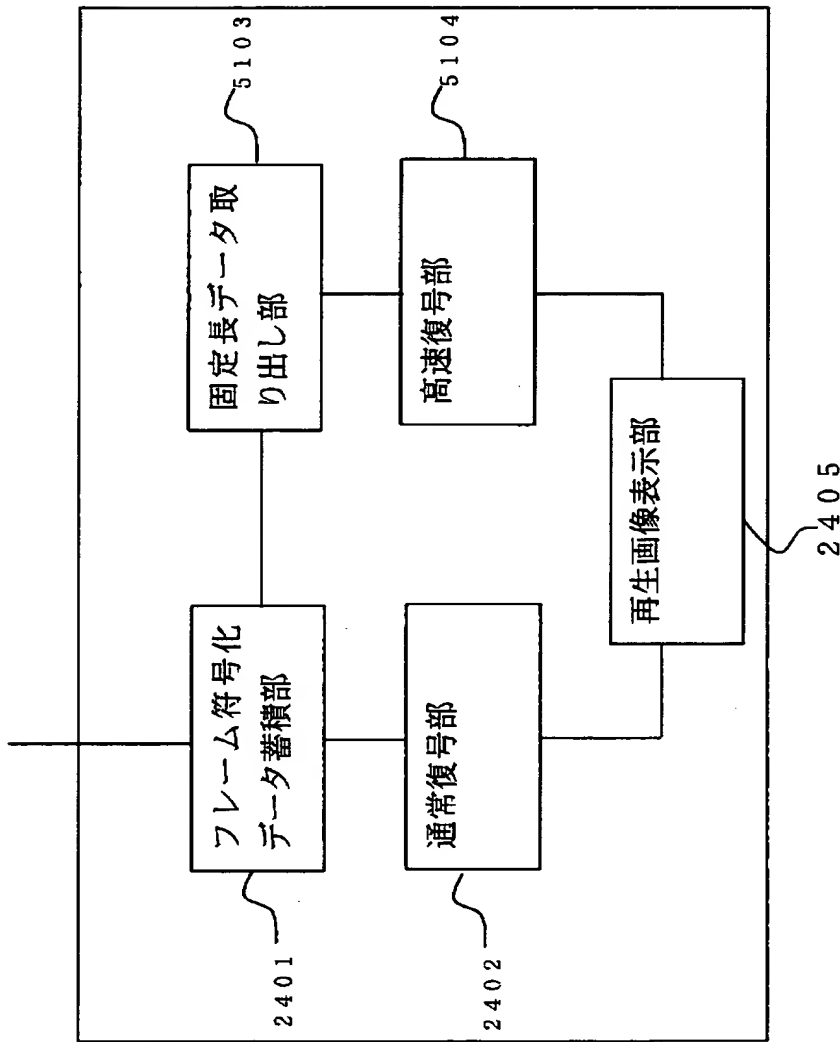 フレーム符号化
データ蓄積部
2401
固定長データ取
り出し部
5103
通常復号部
2402
高速復号部
5104
再生画像表示部
2405